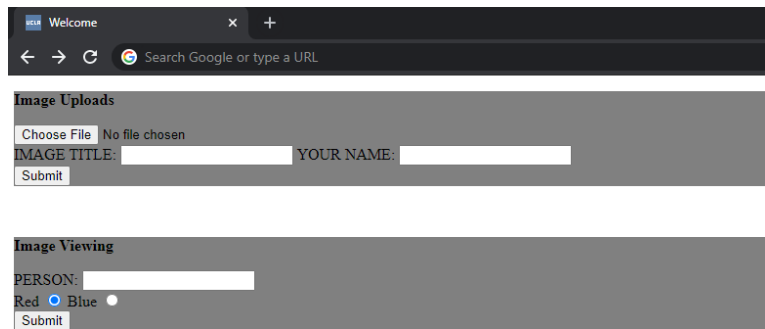 UCLA Welcome
Search Google or type a URL
Image Uploads
Choose File No file chosen
IMAGE TITLE: YOUR NAME:
Submit
Image Viewing
PERSON:
Red Blue
Submit